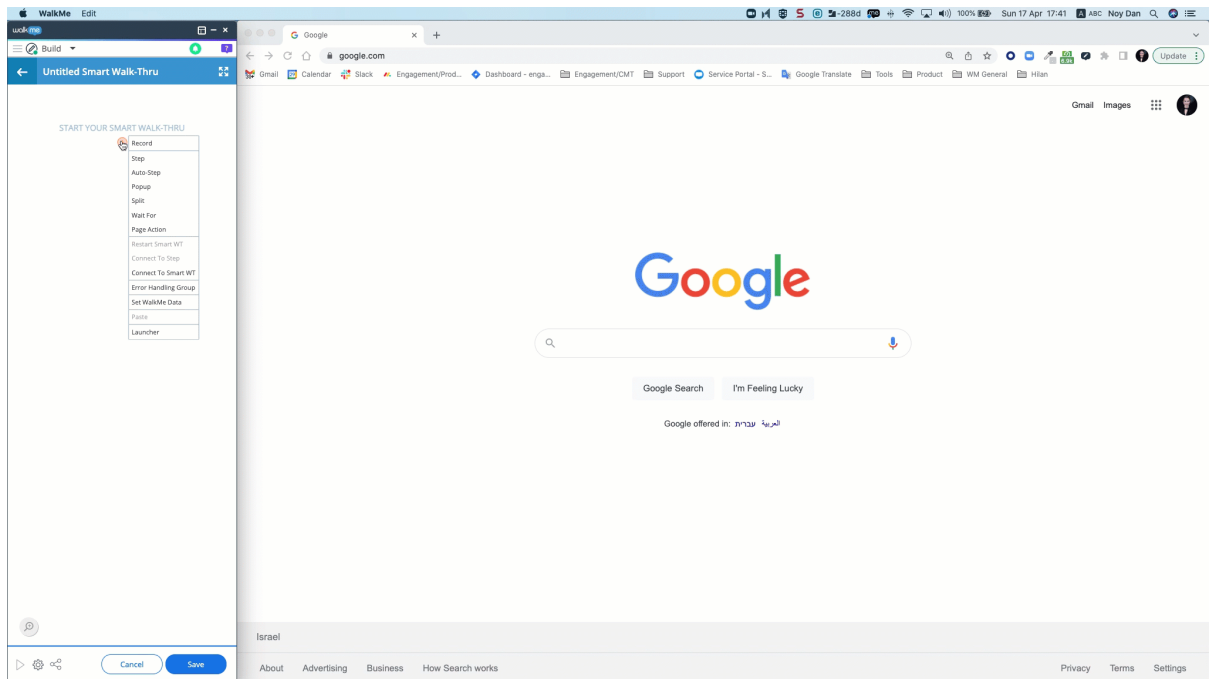 WalkMe Edit
-288d 100% Sun 17 Apr 17:41 A ABC Noy Dan
walkme
Google
Build ?
google.com
Update
Untitled Smart Walk-Thru
Gmail Calendar Slack Engagement/Prod... Dashboard - enga... Engagement/CMT Support Service Portal - S... Google Translate Tools Product WM General Hilan
Gmail Images
START YOUR SMART WALK-THRU
Record
Step
Auto-Step
Popup
Split
Wait For
Page Action
Restart Smart WT
Connect To Step
Connect To Smart WT
Error Handling Group
Set WalkMe Data
Paste
Launcher
Google
Google Search I'm Feeling Lucky
Google offered in: עברית العربية
Israel
Cancel Save
About Advertising Business How Search works
Privacy Terms Settings